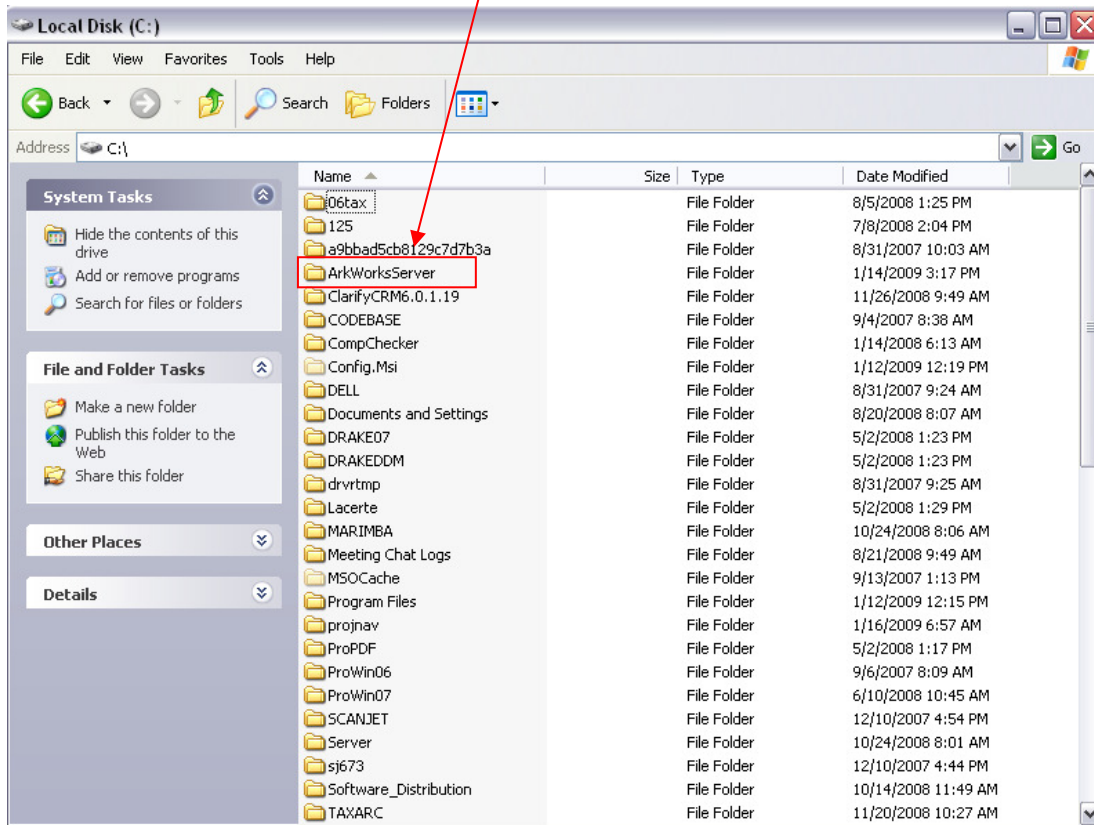 Local Disk (C:)
File Edit View Favorites Tools Help
Back Search Folders
Address C:\ Go
System Tasks
Hide the contents of this
drive
Add or remove programs
Search for files or folders
File and Folder Tasks
Make a new folder
Publish this folder to the
Web
Share this folder
Other Places
Details
Name Size Type Date Modified
06tax File Folder 8/5/2008 1:25 PM
125 File Folder 7/8/2008 2:04 PM
a9bbad5cb8129c7d7b3a File Folder 8/31/2007 10:03 AM
ArkWorksServer File Folder 1/14/2009 3:17 PM
ClarifyCRM6.0.1.19 File Folder 11/26/2008 9:49 AM
CODEBASE File Folder 9/4/2007 8:38 AM
CompChecker File Folder 1/14/2008 6:13 AM
Config.Msi File Folder 1/12/2009 12:19 PM
DELL File Folder 8/31/2007 9:24 AM
Documents and Settings File Folder 8/20/2008 8:07 AM
DRAKE07 File Folder 5/2/2008 1:23 PM
DRAKEDDM File Folder 5/2/2008 1:23 PM
drvrtmp File Folder 8/31/2007 9:25 AM
Lacerte File Folder 5/2/2008 1:29 PM
MARIMBA File Folder 10/24/2008 8:06 AM
Meeting Chat Logs File Folder 8/21/2008 9:49 AM
MSOCache File Folder 9/13/2007 1:13 PM
Program Files File Folder 1/12/2009 12:15 PM
projnav File Folder 1/16/2009 6:57 AM
ProPDF File Folder 5/2/2008 1:17 PM
ProWin06 File Folder 9/6/2007 8:09 AM
ProWin07 File Folder 6/10/2008 10:45 AM
SCANJET File Folder 12/10/2007 4:54 PM
Server File Folder 10/24/2008 8:01 AM
sj673 File Folder 12/10/2007 4:44 PM
Software_Distribution File Folder 10/14/2008 11:49 AM
TAXARC File Folder 11/20/2008 10:27 AM